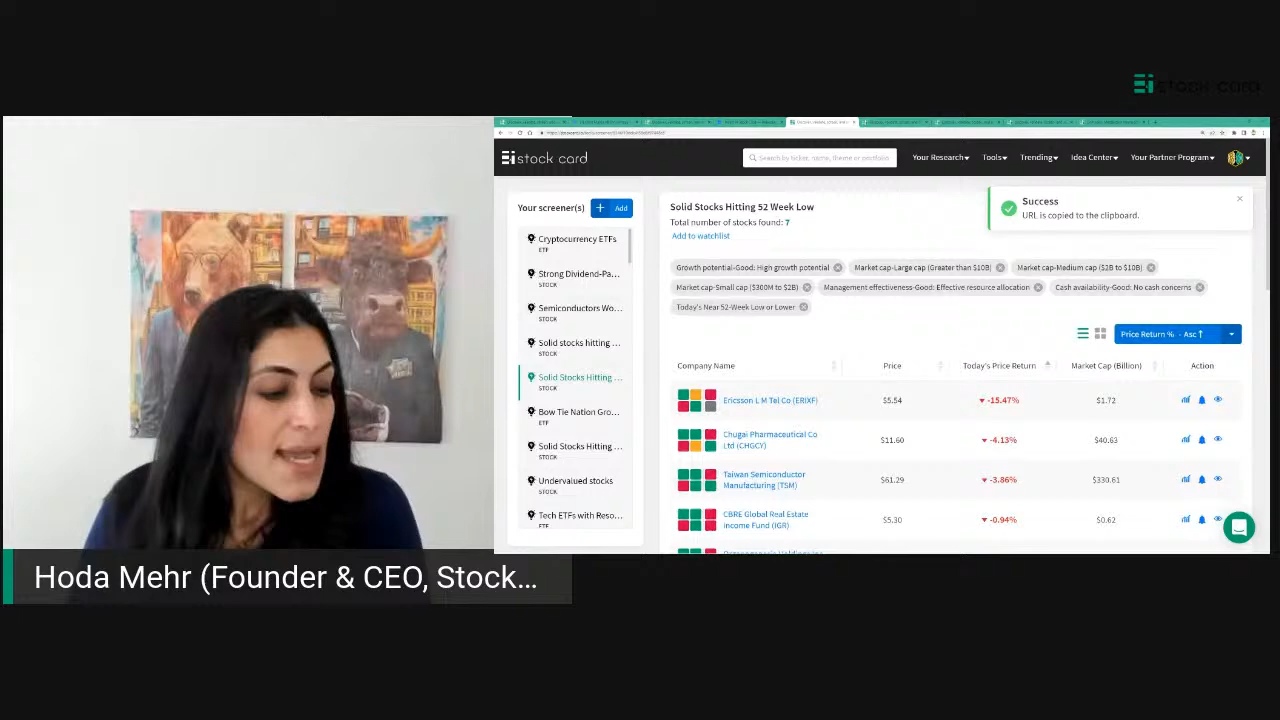 stock card
stock card
Search by ticker, name, theme or portfolio
Your Research
Tools
Trending
Idea Center
Your Partner Program
Your screener(s)
+ Add
Cryptocurrency ETFs
ETF
Strong Dividend-Pa...
STOCK
Semiconductors Wo...
STOCK
Solid stocks hitting ...
STOCK
Solid Stocks Hitting ...
STOCK
Bow Tie Nation Gro...
ETF
Solid Stocks Hitting ...
STOCK
Undervalued stocks
STOCK
Tech ETFs with Reso...
ETF
Solid Stocks Hitting 52 Week Low
Total number of stocks found: 7
Add to watchlist
Success
URL is copied to the clipboard.
Growth potential-Good: High growth potential
Market cap-Large cap (Greater than $10B)
Market cap-Medium cap ($2B to $10B)
Market cap-Small cap ($300M to $2B)
Management effectiveness-Good: Effective resource allocation
Cash availability-Good: No cash concerns
Today's Near 52-Week Low or Lower
Price Return % - Asc ↑
Company Name Price Today's Price Return Market Cap (Billion) Action
Ericsson L M Tel Co (ERIXF) $5.54 -15.47% $1.72
Chugai Pharmaceutical Co
Ltd (CHGCY) $11.60 -4.13% $40.63
Taiwan Semiconductor
Manufacturing (TSM) $61.29 -3.86% $330.61
CBRE Global Real Estate
Income Fund (IGR) $5.30 -0.94% $0.62
Hoda Mehr (Founder & CEO, Stock...